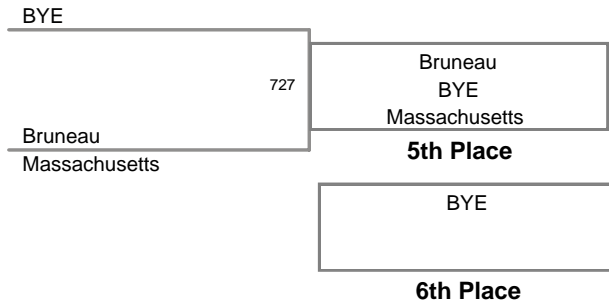 BYE
727
Bruneau
Massachusetts
Bruneau
BYE
Massachusetts
5th Place
BYE
6th Place